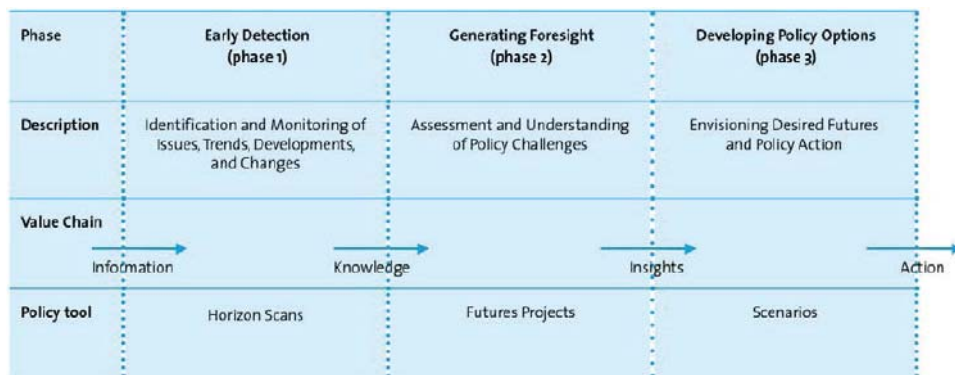 Phase
Early Detection
(phase 1)
Generating Foresight
(phase 2)
Developing Policy Options
(phase 3)
Description
Identification and Monitoring of
Issues, Trends, Developments,
and Changes
Assessment and Understanding
of Policy Challenges
Envisioning Desired Futures
and Policy Action
Value Chain
Information
Knowledge
Insights
Action
Policy tool
Horizon Scans
Futures Projects
Scenarios